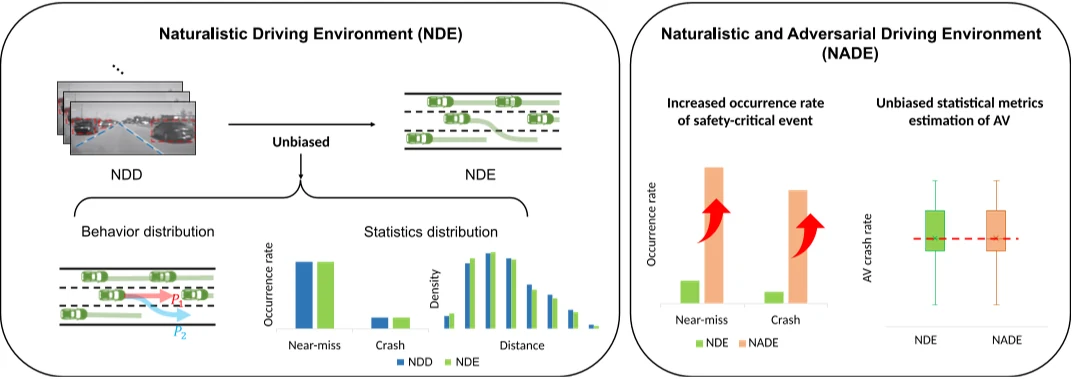 Naturalistic Driving Environment (NDE)
Unbiased
NDD
NDE
Behavior distribution
Statistics distribution
P1
P2
Occurrence rate
Near-miss
Crash
Density
Distance
NDD
NDE
Naturalistic and Adversarial Driving Environment
(NADE)
Increased occurrence rate
of safety-critical event
Occurrence rate
Near-miss
Crash
NDE
NADE
Unbiased statistical metrics
estimation of AV
AV crash rate
NDE
NADE